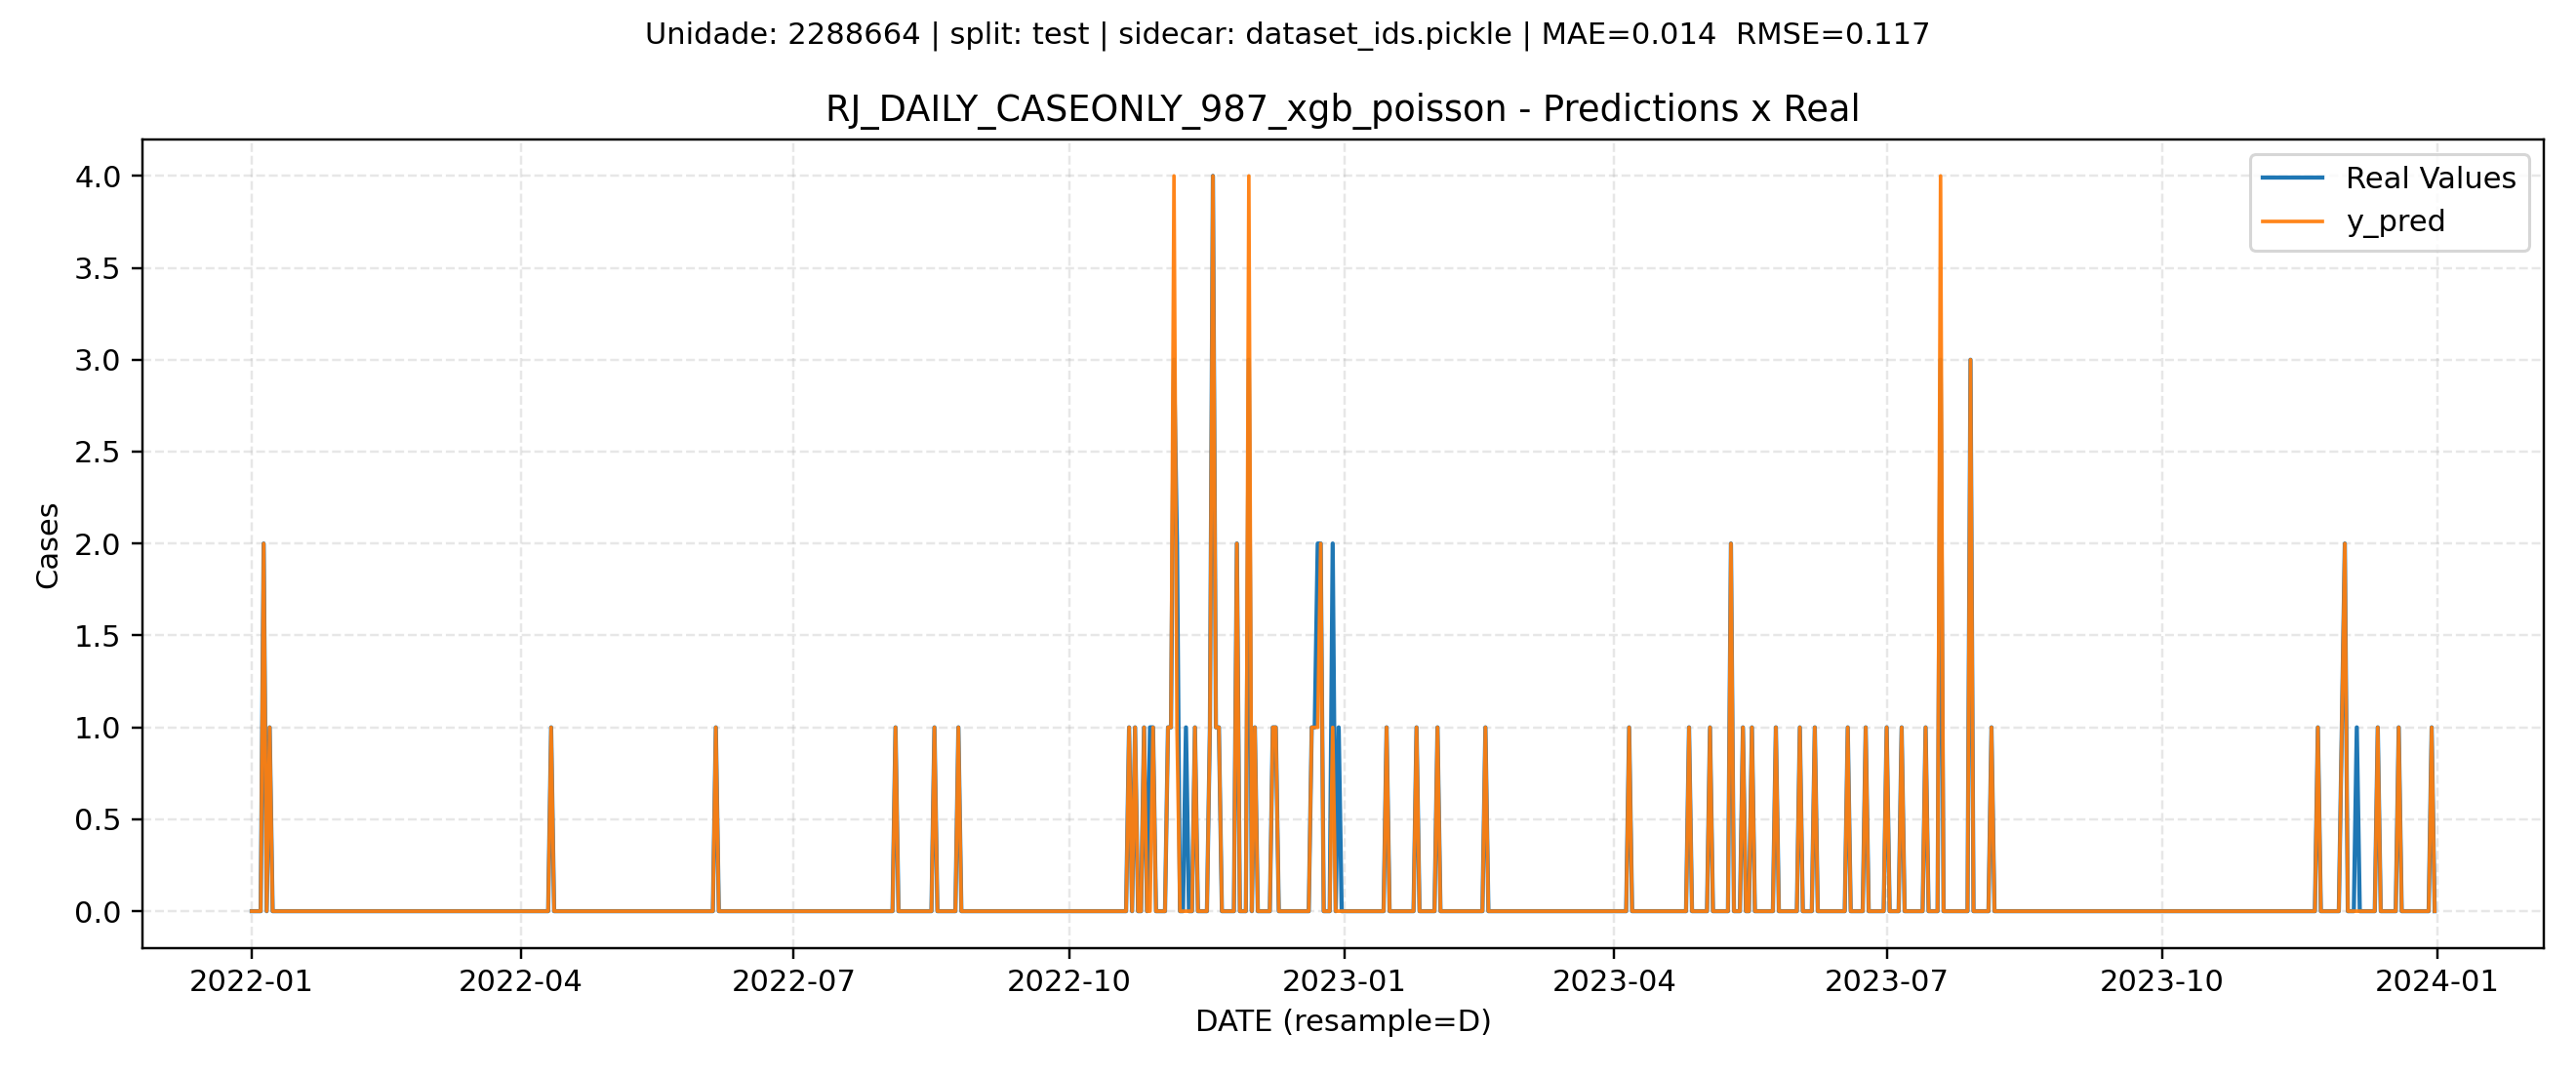 Unidade: 2288664 | split: test | sidecar: dataset_ids.pickle | MAE=0.014  RMSE=0.117
RJ_DAILY_CASEONLY_987_xgb_poisson - Predictions x Real
Real Values
y_pred
Cases
4.0
3.5
3.0
2.5
2.0
1.5
1.0
0.5
0.0
2022-01 2022-04 2022-07 2022-10 2023-01 2023-04 2023-07 2023-10 2024-01
DATE (resample=D)